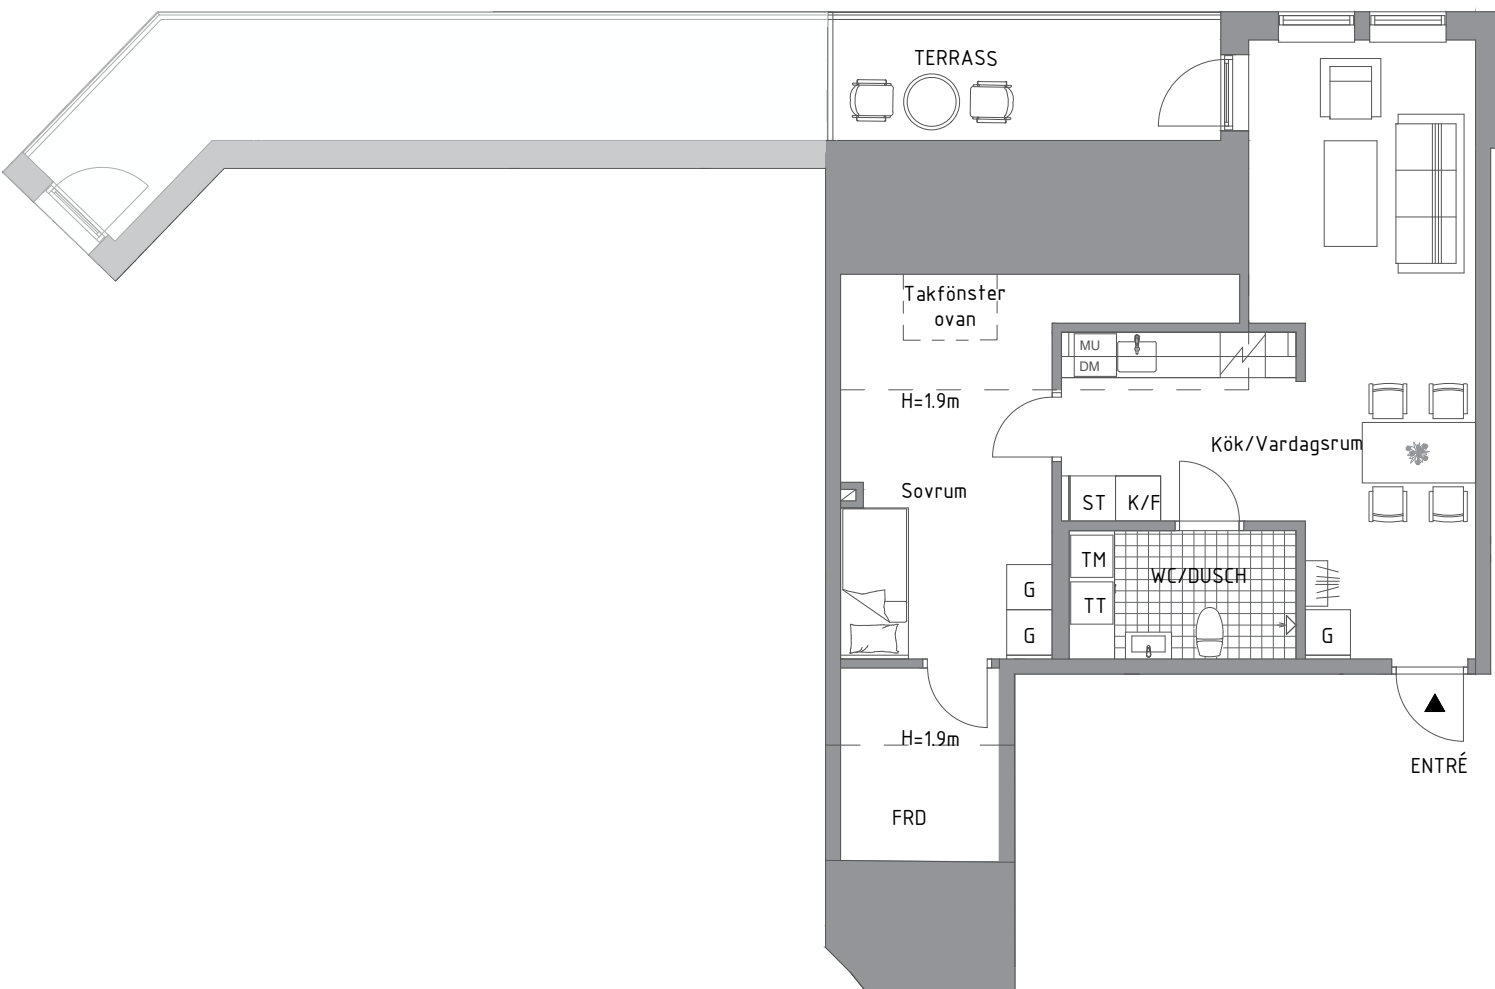 TERRASS
Takfönster
ovan
MU
DM
H=1.9m
Kök/Vardagsrum
Sovrum
ST
K/F
TM
WC/DUSCH
TT
G
G
G
H=1.9m
ENTRÉ
FRD